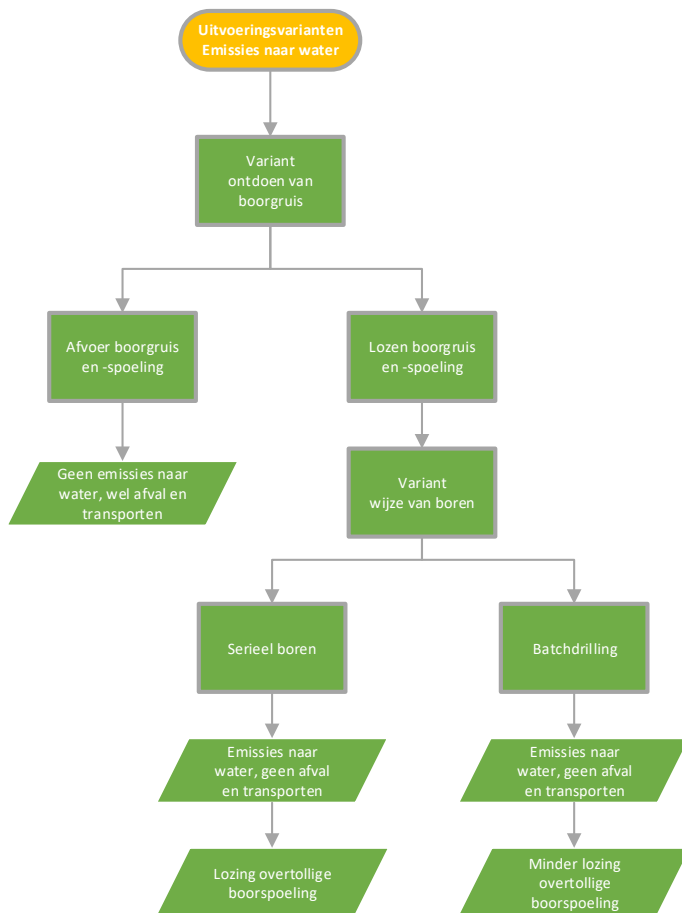 Uitvoeringsvarianten
Emissies naar water
Variant
ontdoen van
boorgruis
Afvoer boorgruis
en -spoeling
Lozen boorgruis
en -spoeling
Geen emissies naar
water, wel afval en
transporten
Variant
wijze van boren
Serieel boren
Batchdrilling
Emissies naar
water, geen afval
en transporten
Emissies naar
water, geen afval
en transporten
Lozing overtollige
boorspoeling
Minder lozing
overtollige
boorspoeling